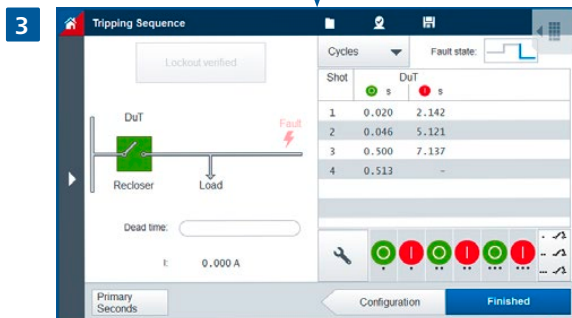 3
Tripping Sequence
Lockout verified
Cycles
Fault state:
Shot DuT
s s
1 0.020 2.142
2 0.046 5.121
3 0.500 7.137
4 0.513 -
DuT
Fault
Recloser
Load
Dead time:
I: 0.000 A
Primary
Seconds
Configuration
Finished